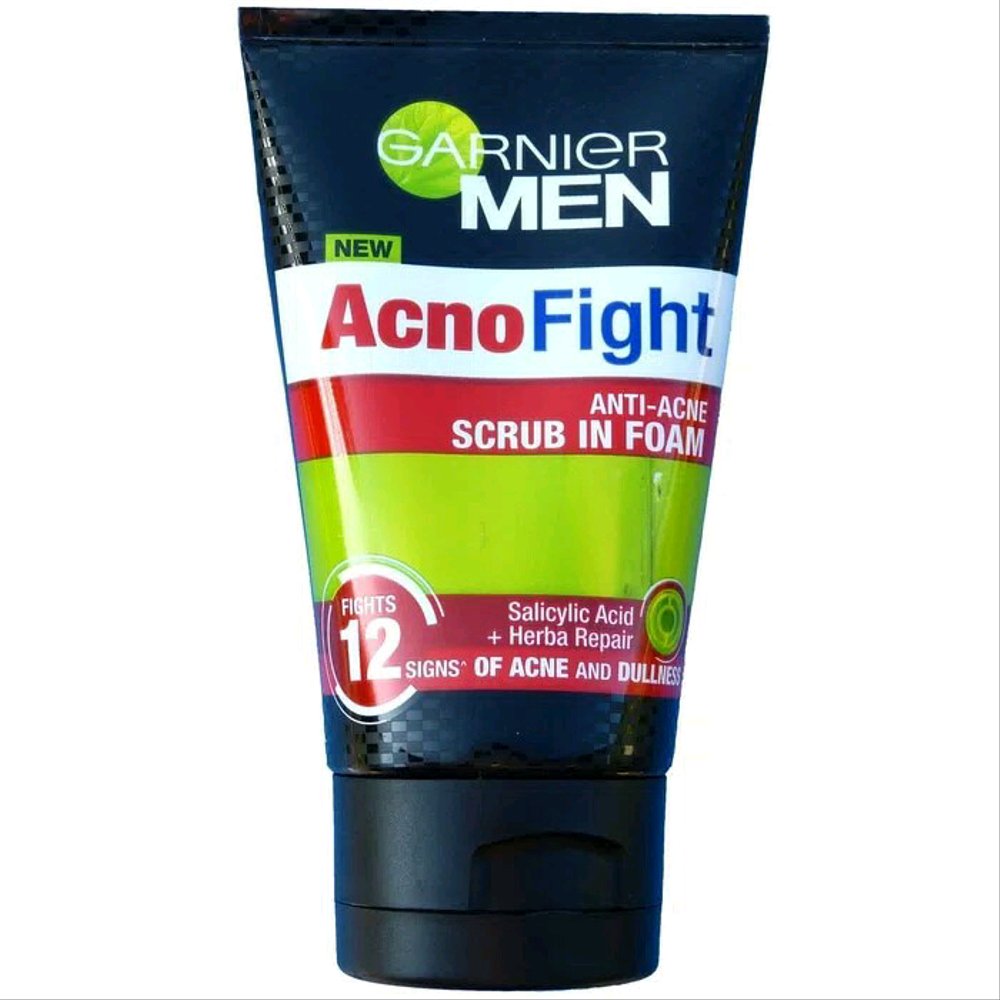 GARNIER
MEN
NEW
AcnoFight
ANTI-ACNE
SCRUB IN FOAM
FIGHTS
12
SIGNS^ OF ACNE AND DULLNESS
Salicylic Acid
+ Herba Repair